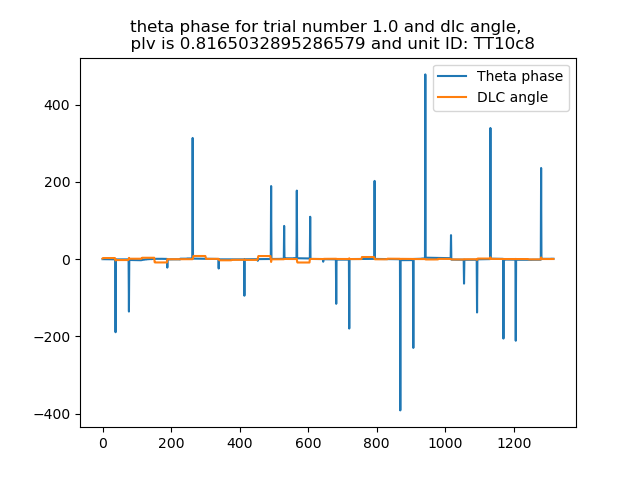 theta phase for trial number 1.0 and dlc angle,
plv is 0.8165032895286579 and unit ID: TT10c8
Theta phase
DLC angle
400
200
0
−200
−400
0 200 400 600 800 1000 1200